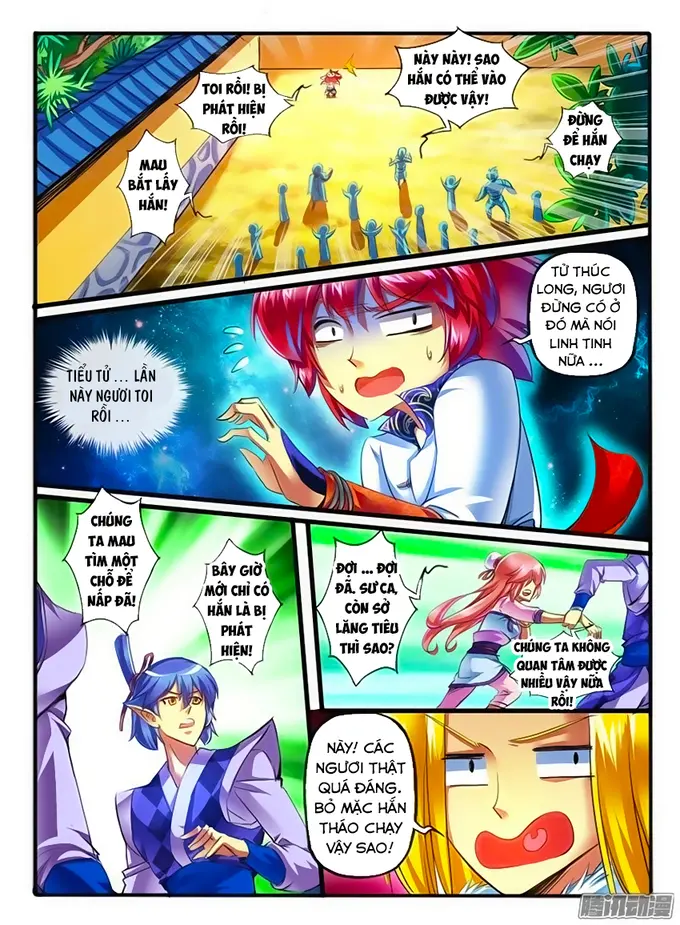 NÀY NÀY! SAO
HẮN CÓ THỂ VÀO
ĐƯỢC VẬY!
TOI RỒI! BỊ
PHÁT HIỆN
RỒI!
ĐỪNG
ĐỂ HẮN
CHẠY
MAU
BẮT LẤY
HẮN!
TỬ THÚC
LONG, NGƯƠI
ĐỪNG CÓ Ở
ĐÓ MÀ NÓI
LINH TINH
NỮA ...
TIỂU TỬ ... LẦN
NÀY NGƯƠI TOI
RỒI ...
CHÚNG
TA MAU
TÌM MỘT
CHỖ ĐỂ
NẤP ĐÃ!
BÂY GIỜ
MỚI CHỈ CÓ
HẮN LÀ BỊ
PHÁT
HIỆN!
ĐỢI ... ĐỢI
ĐÃ. SƯ CA,
CÒN SỞ
LĂNG TIÊU
THÌ SAO?
CHÚNG TA KHÔNG
QUAN TÂM ĐƯỢC
NHIỀU VẬY NỮA
RỒI!
NÀY! CÁC
NGƯƠI THẬT
QUÁ ĐÁNG.
BỎ MẶC HẮN
THÁO CHẠY
VẬY SAO!
腾讯动漫